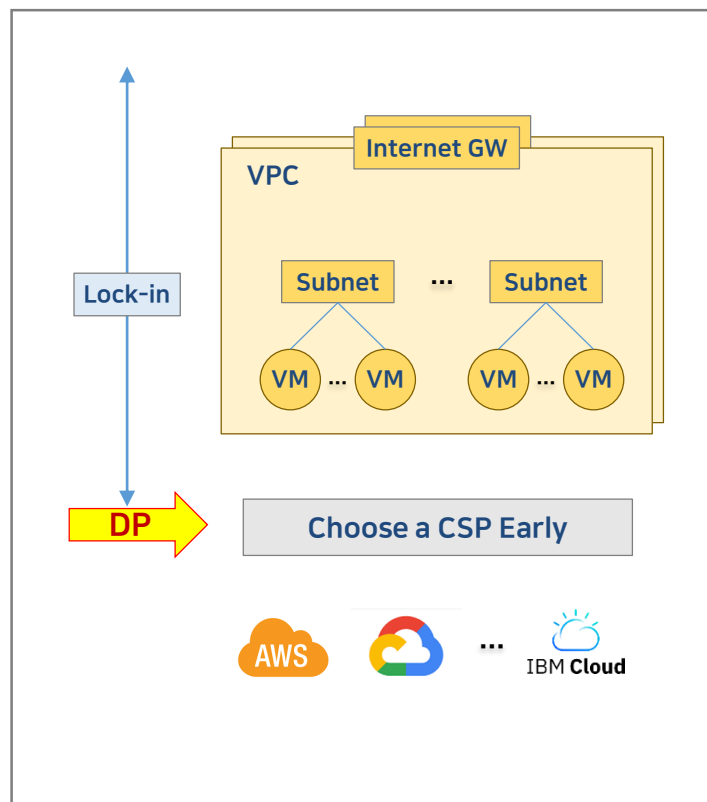 Internet GW
VPC
Subnet ... Subnet
Lock-in
VM ... VM VM ... VM
DP
Choose a CSP Early
AWS ... IBM Cloud